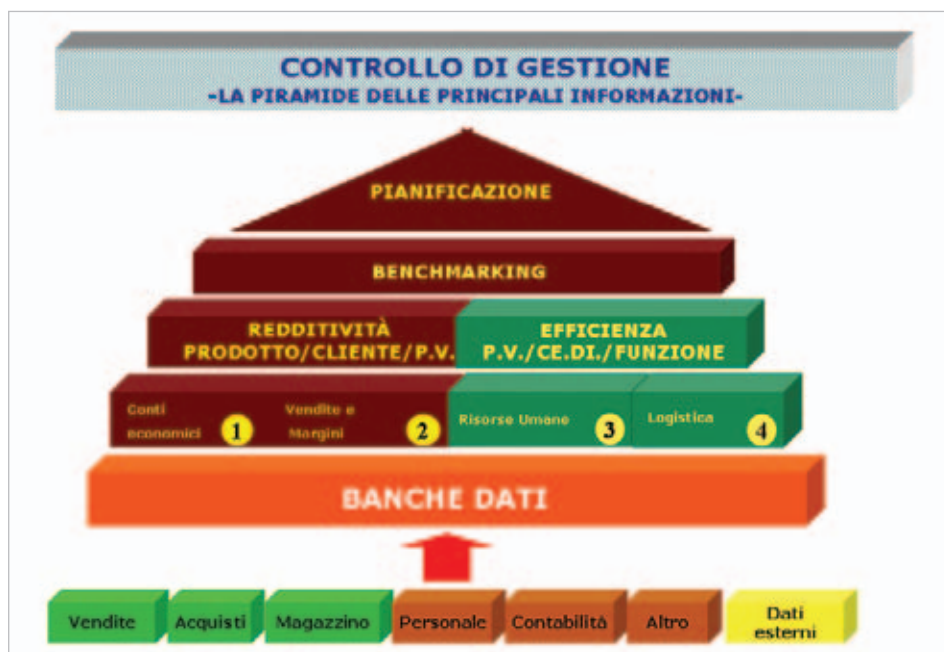 CONTROLLO DI GESTIONE
-LA PIRAMIDE DELLE PRINCIPALI INFORMAZIONI-
PIANIFICAZIONE
BENCHMARKING
REDDITIVITÀ
PRODOTTO/CLIENTE/P.V.
EFFICIENZA
P.V./CE.DI./FUNZIONE
Conti
economici
1
Vendite e
Margini
2
Risorse Umane
3
Logistica
4
BANCHE DATI
Vendite
Acquisti
Magazzino
Personale
Contabilità
Altro
Dati
esterni